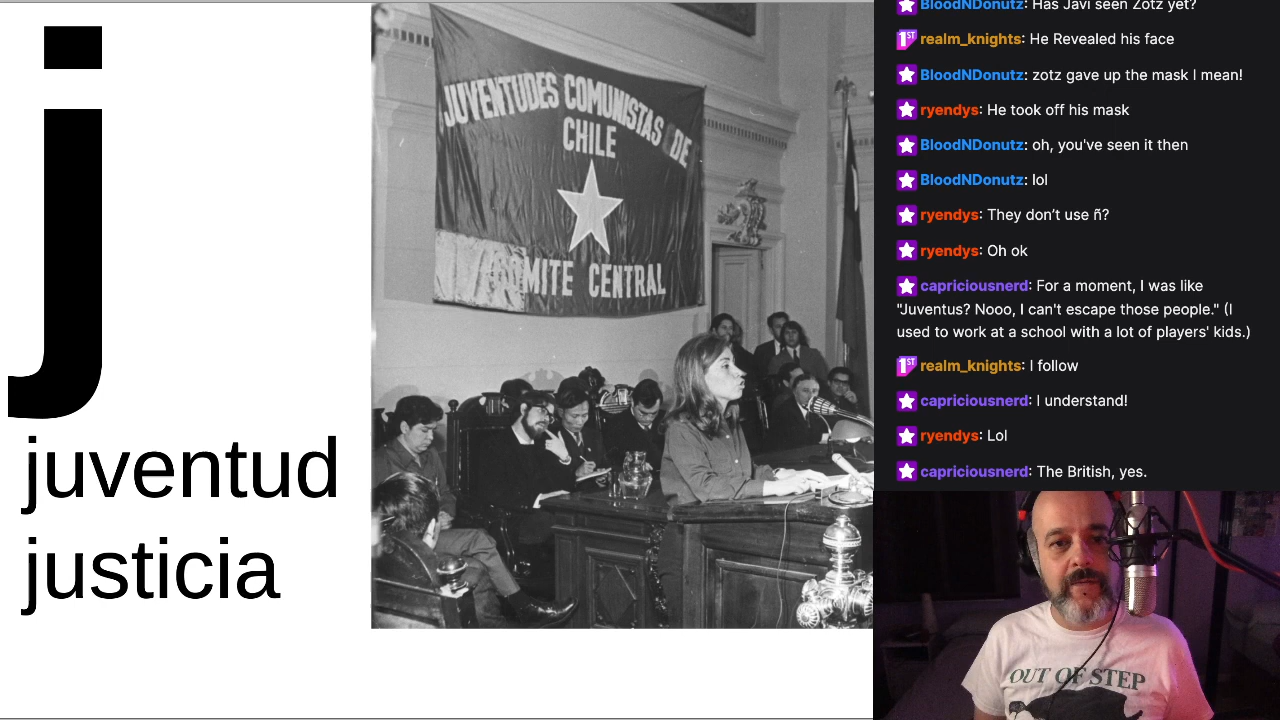 j
juventud
justicia
JUVENTUDES COMUNISTAS DE
CHILE
COMITE CENTRAL
BloodNDonutz: Has Javi seen Zotz yet?
1ST realm_knights: He Revealed his face
BloodNDonutz: zotz gave up the mask I mean!
ryendys: He took off his mask
BloodNDonutz: oh, you've seen it then
BloodNDonutz: lol
ryendys: They don’t use ñ?
ryendys: Oh ok
capriciousnerd: For a moment, I was like
"Juventus? Nooo, I can't escape those people." (I
used to work at a school with a lot of players' kids.)
1ST realm_knights: I follow
capriciousnerd: I understand!
ryendys: Lol
capriciousnerd: The British, yes.
OUT OF STEP